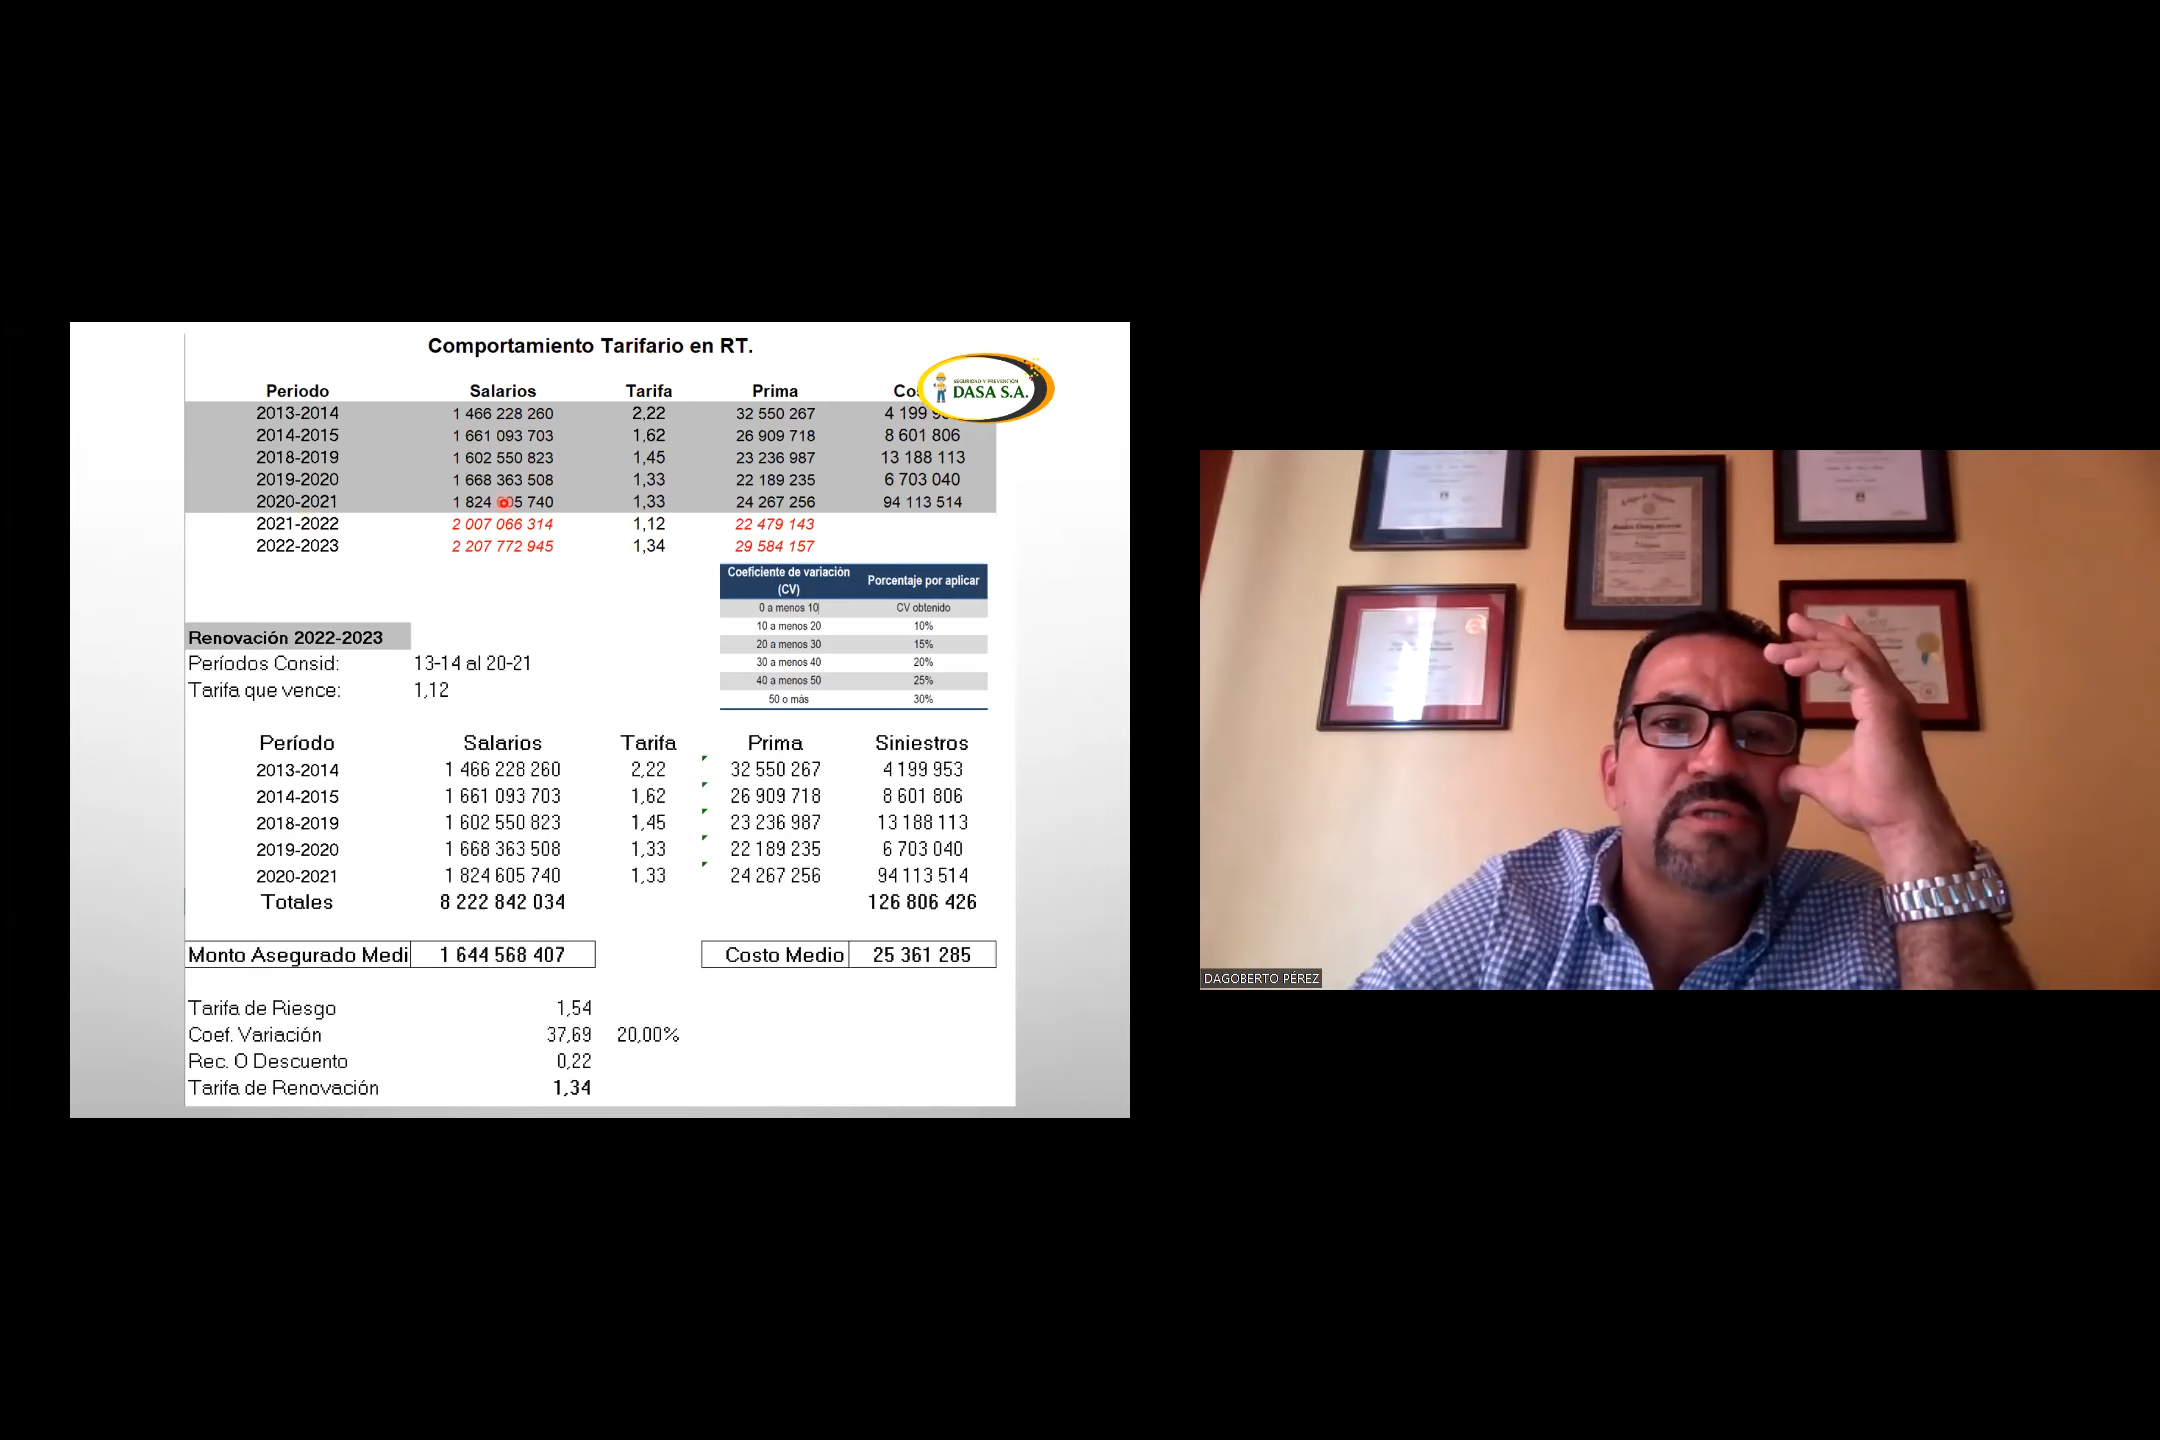 Comportamiento Tarifario en RT.
SEGURIDAD Y PREVENCIÓN
DASA S.A.
Periodo Salarios Tarifa Prima Co
2013-2014 1 466 228 260 2,22 32 550 267 4 199 9
2014-2015 1 661 093 703 1,62 26 909 718 8 601 806
2018-2019 1 602 550 823 1,45 23 236 987 13 188 113
2019-2020 1 668 363 508 1,33 22 189 235 6 703 040
2020-2021 1 824 605 740 1,33 24 267 256 94 113 514
2021-2022 2 007 066 314 1,12 22 479 143
2022-2023 2 207 772 945 1,34 29 584 157
Coeficiente de variación (CV) Porcentaje por aplicar
0 a menos 10 CV obtenido
10 a menos 20 10%
20 a menos 30 15%
30 a menos 40 20%
40 a menos 50 25%
50 o más 30%
Renovación 2022-2023
Períodos Consid: 13-14 al 20-21
Tarifa que vence: 1,12
Período Salarios Tarifa Prima Siniestros
2013-2014 1 466 228 260 2,22 32 550 267 4 199 953
2014-2015 1 661 093 703 1,62 26 909 718 8 601 806
2018-2019 1 602 550 823 1,45 23 236 987 13 188 113
2019-2020 1 668 363 508 1,33 22 189 235 6 703 040
2020-2021 1 824 605 740 1,33 24 267 256 94 113 514
Totales 8 222 842 034 126 806 426
Monto Asegurado Medi 1 644 568 407 Costo Medio 25 361 285
Tarifa de Riesgo 1,54
Coef. Variación 37,69 20,00%
Rec. O Descuento 0,22
Tarifa de Renovación 1,34
DAGOBERTO PÉREZ